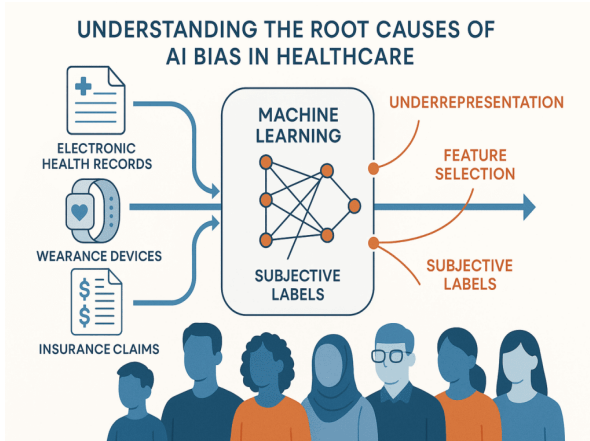 UNDERSTANDING THE ROOT CAUSES OF
AI BIAS IN HEALTHCARE
ELECTRONIC
HEALTH RECORDS
WEARANCE DEVICES
$
$
INSURANCE CLAIMS
MACHINE
LEARNING
SUBJECTIVE
LABELS
UNDERREPRESENTATION
FEATURE
SELECTION
SUBJECTIVE
LABELS